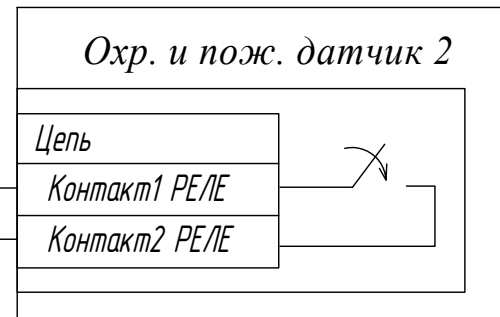 Охр. и пож. датчик 2
Цепь
Контакт1 РЕЛЕ
Контакт2 РЕЛЕ